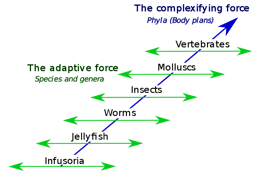 The complexifying force
Phyla (Body plans)
Vertebrates
The adaptive force
Molluscs
Species and genera
Insects
Worms
Jellyfish
Infusoria